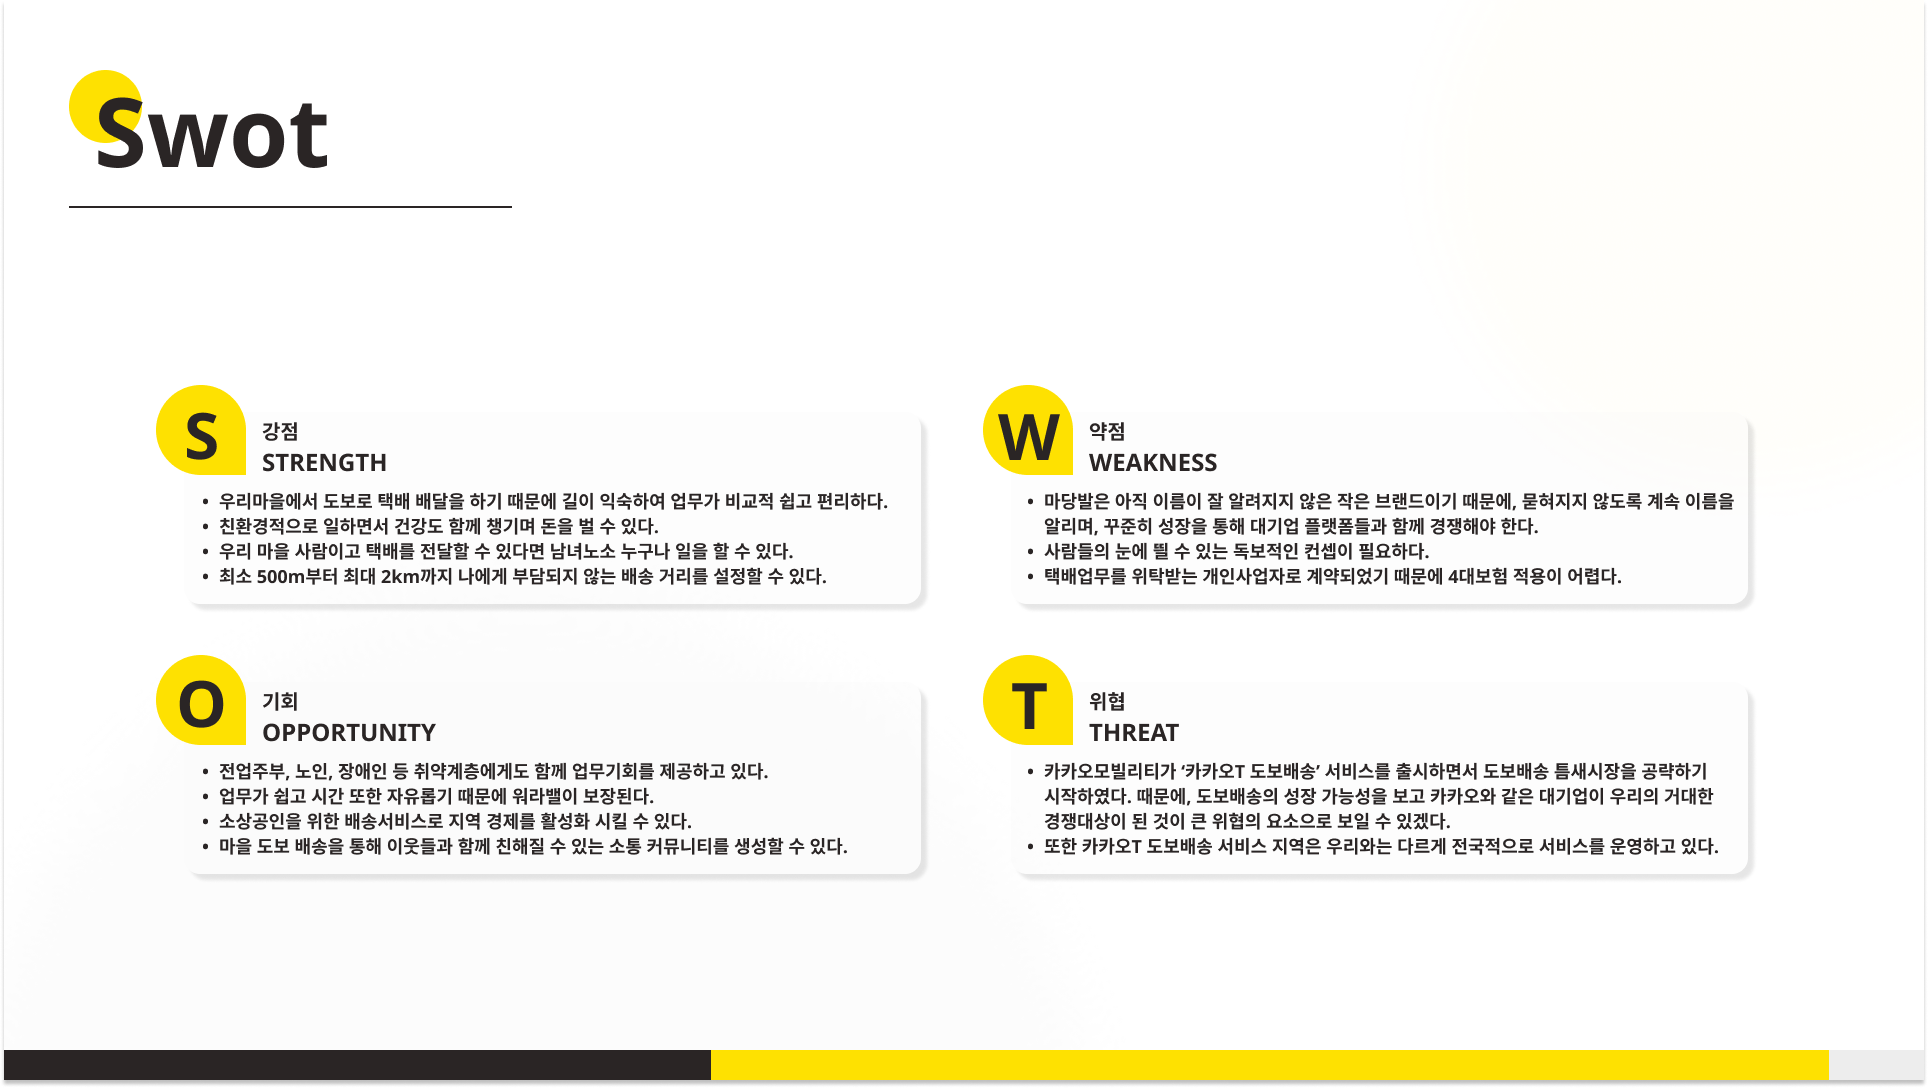 Swot
S
강점
STRENGTH
• 우리마을에서 도보로 택배 배달을 하기 때문에 길이 익숙하여 업무가 비교적 쉽고 편리하다.
• 친환경적으로 일하면서 건강도 함께 챙기며 돈을 벌 수 있다.
• 우리 마을 사람이고 택배를 전달할 수 있다면 남녀노소 누구나 일을 할 수 있다.
• 최소 500m부터 최대 2km까지 나에게 부담되지 않는 배송 거리를 설정할 수 있다.
W
약점
WEAKNESS
• 마당발은 아직 이름이 잘 알려지지 않은 작은 브랜드이기 때문에, 묻혀지지 않도록 계속 이름을
알리며, 꾸준히 성장을 통해 대기업 플랫폼들과 함께 경쟁해야 한다.
• 사람들의 눈에 띌 수 있는 독보적인 컨셉이 필요하다.
• 택배업무를 위탁받는 개인사업자로 계약되었기 때문에 4대보험 적용이 어렵다.
O
기회
OPPORTUNITY
• 전업주부, 노인, 장애인 등 취약계층에게도 함께 업무기회를 제공하고 있다.
• 업무가 쉽고 시간 또한 자유롭기 때문에 워라밸이 보장된다.
• 소상공인을 위한 배송서비스로 지역 경제를 활성화 시킬 수 있다.
• 마을 도보 배송을 통해 이웃들과 함께 친해질 수 있는 소통 커뮤니티를 생성할 수 있다.
T
위협
THREAT
• 카카오모빌리티가 ‘카카오T 도보배송’ 서비스를 출시하면서 도보배송 틈새시장을 공략하기
시작하였다. 때문에, 도보배송의 성장 가능성을 보고 카카오와 같은 대기업이 우리의 거대한
경쟁대상이 된 것이 큰 위협의 요소으로 보일 수 있겠다.
• 또한 카카오T 도보배송 서비스 지역은 우리와는 다르게 전국적으로 서비스를 운영하고 있다.